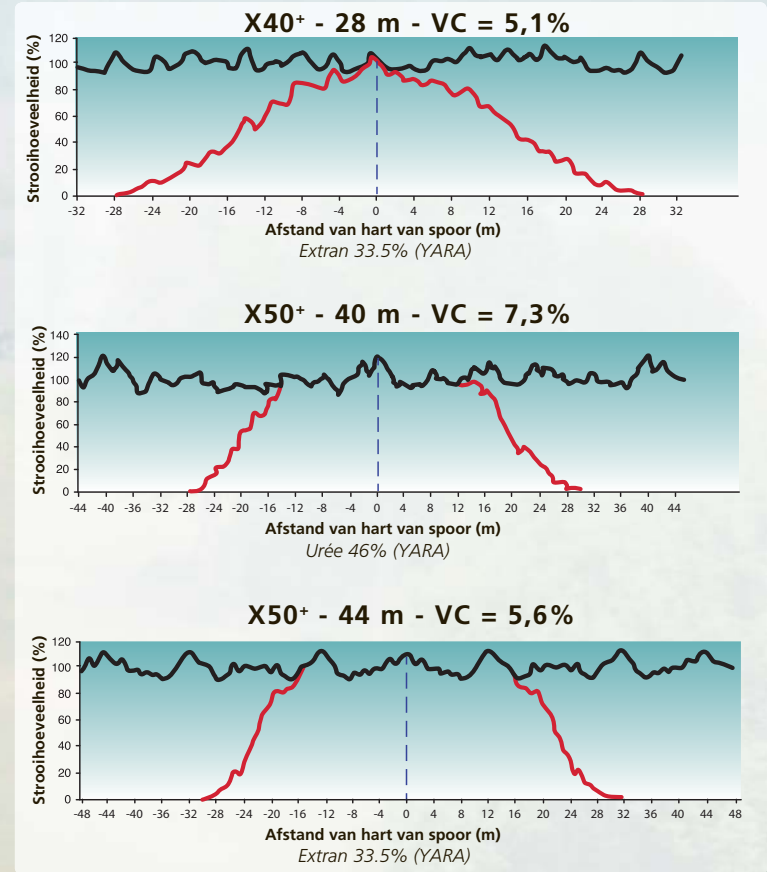 X40⁺ - 28 m - VC = 5,1%
Strooihoeveelheid (%)
120
100
80
60
40
20
0
-32 -28 -24 -20 -16 -12 -8 -4 0 4 8 12 16 20 24 28 32
Afstand van hart van spoor (m)
Extran 33.5% (YARA)
X50⁺ - 40 m - VC = 7,3%
Strooihoeveelheid (%)
140
120
100
80
60
40
20
0
-44 -40 -36 -32 -28 -24 -20 -16 -12 -8 -4 0 4 8 12 16 20 24 28 32 36 40 44
Afstand van hart van spoor (m)
Urée 46% (YARA)
X50⁺ - 44 m - VC = 5,6%
Strooihoeveelheid (%)
120
100
80
60
40
20
0
-48 -44 -40 -36 -32 -28 -24 -20 -16 -12 -8 -4 0 4 8 12 16 20 24 28 32 36 40 44 48
Afstand van hart van spoor (m)
Extran 33.5% (YARA)